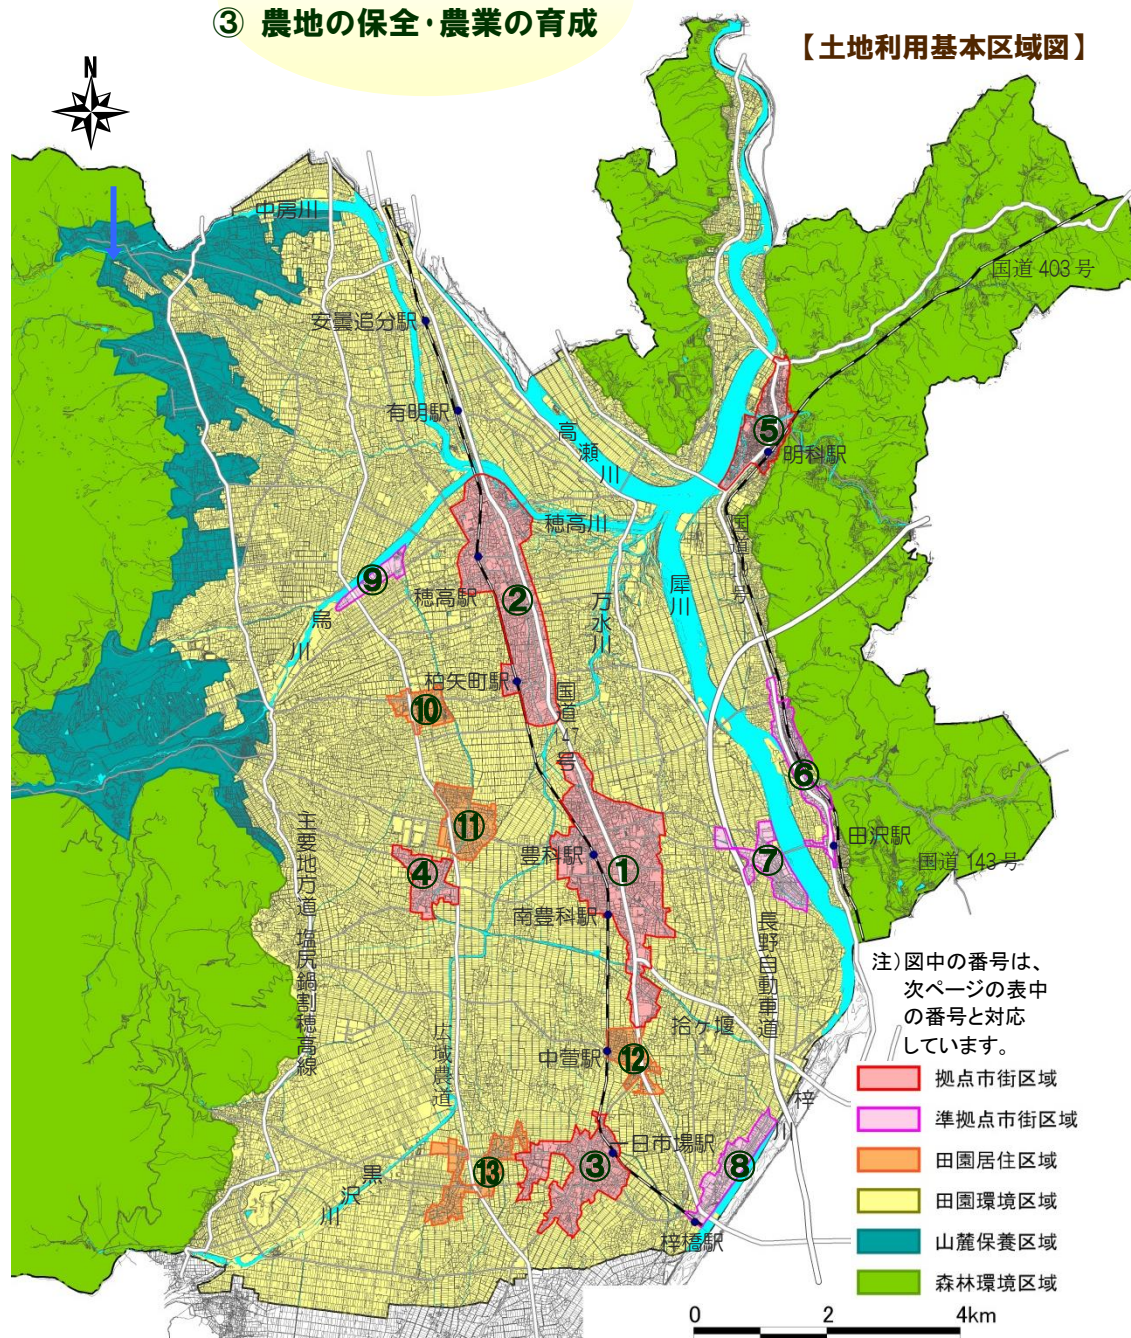 ③ 農地の保全・農業の育成
【土地利用基本区域図】
N
中房川
国道403号
安曇追分駅
有明駅
高瀬川
⑤
明科駅
穂高川
国道19号
⑨
穂高駅
②
烏川
万水川
犀川
柏矢町駅
⑩
国道147号
⑥
⑪
田沢駅
豊科駅
①
⑦
④
国道143号
主要地方道 塩尻鍋割穂高線
南豊科駅
長野自動車道
注)図中の番号は、
次ページの表中
の番号と対応
しています。
拾ヶ堰
広域農道
中萱駅
⑫
拠点市街区域
梓川
準拠点市街区域
一日市場駅
⑬
③
⑧
田園居住区域
黒沢川
田園環境区域
梓橋駅
山麓保養区域
森林環境区域
0 2 4km